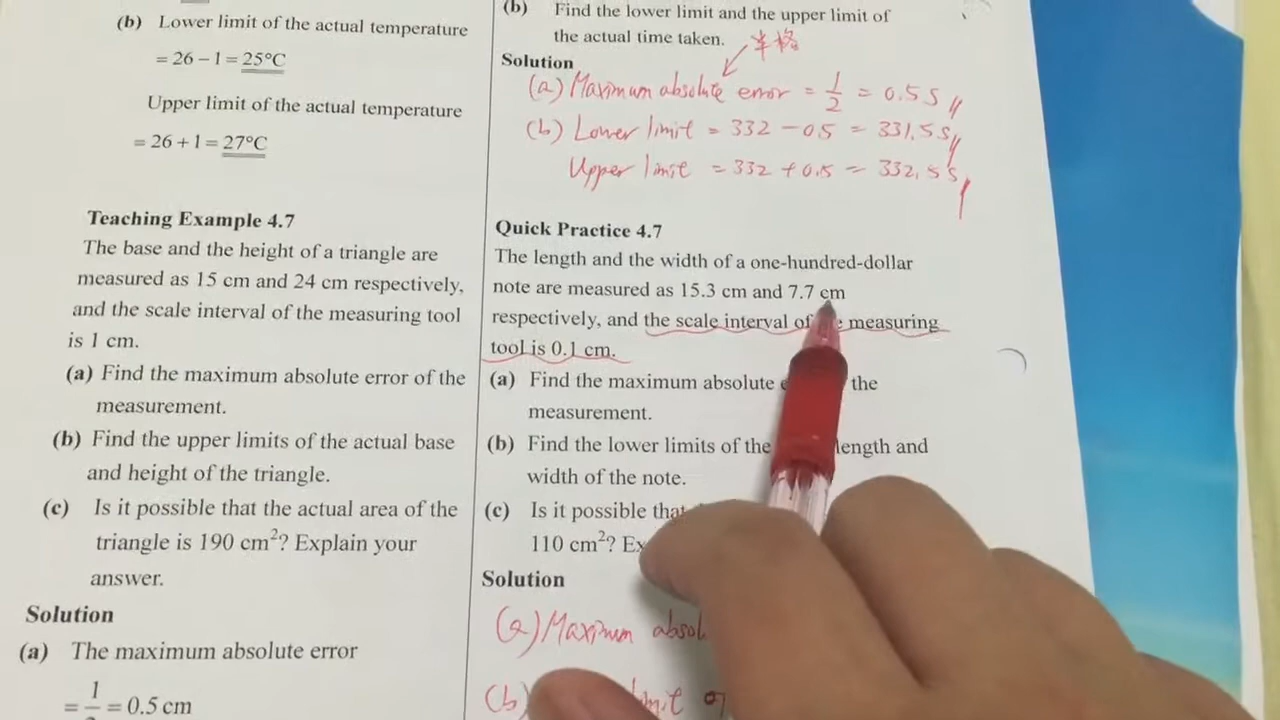 (b) Lower limit of the actual temperature
= 26 − 1 = 25°C
Upper limit of the actual temperature
= 26 + 1 = 27°C
Teaching Example 4.7
The base and the height of a triangle are
measured as 15 cm and 24 cm respectively,
and the scale interval of the measuring tool
is 1 cm.
(a) Find the maximum absolute error of the
measurement.
(b) Find the upper limits of the actual base
and height of the triangle.
(c) Is it possible that the actual area of the
triangle is 190 cm²? Explain your
answer.
Solution
(a) The maximum absolute error
= 1/2 = 0.5 cm
(b) Find the lower limit and the upper limit of
the actual time taken.
半格
Solution
(a) Maximum absolute error = 1/2 = 0.5 s
(b) Lower limit = 332 − 0.5 = 331.5 s
Upper limit = 332 + 0.5 = 332.5 s
Quick Practice 4.7
The length and the width of a one-hundred-dollar
note are measured as 15.3 cm and 7.7 cm
respectively, and the scale interval of measuring
tool is 0.1 cm.
(a) Find the maximum absolute the
measurement.
(b) Find the lower limits of the length and
width of the note.
(c) Is it possible that
110 cm²?
Solution
(a) Maximum
(b) limit